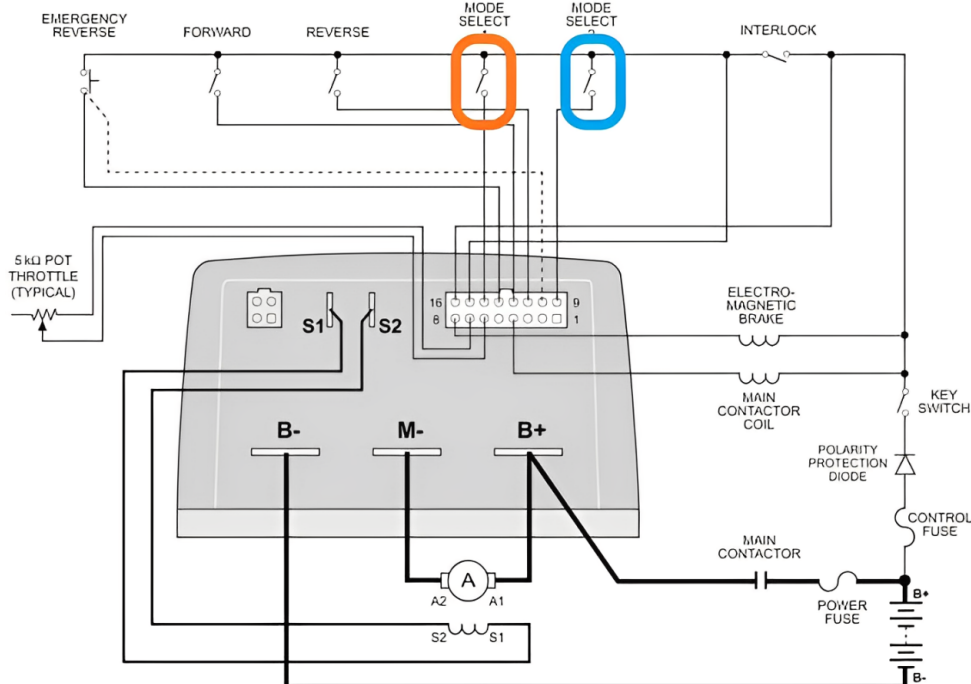 EMERGENCY
REVERSE
FORWARD
REVERSE
MODE
SELECT
MODE
SELECT
INTERLOCK
5 kΩ POT
THROTTLE
(TYPICAL)
16
9
8
1
S1
S2
ELECTRO-
MAGNETIC
BRAKE
MAIN
CONTACTOR
COIL
KEY
SWITCH
POLARITY
PROTECTION
DIODE
CONTROL
FUSE
B-
M-
B+
MAIN
CONTACTOR
POWER
FUSE
A
A2
A1
S2
S1
B+
B-